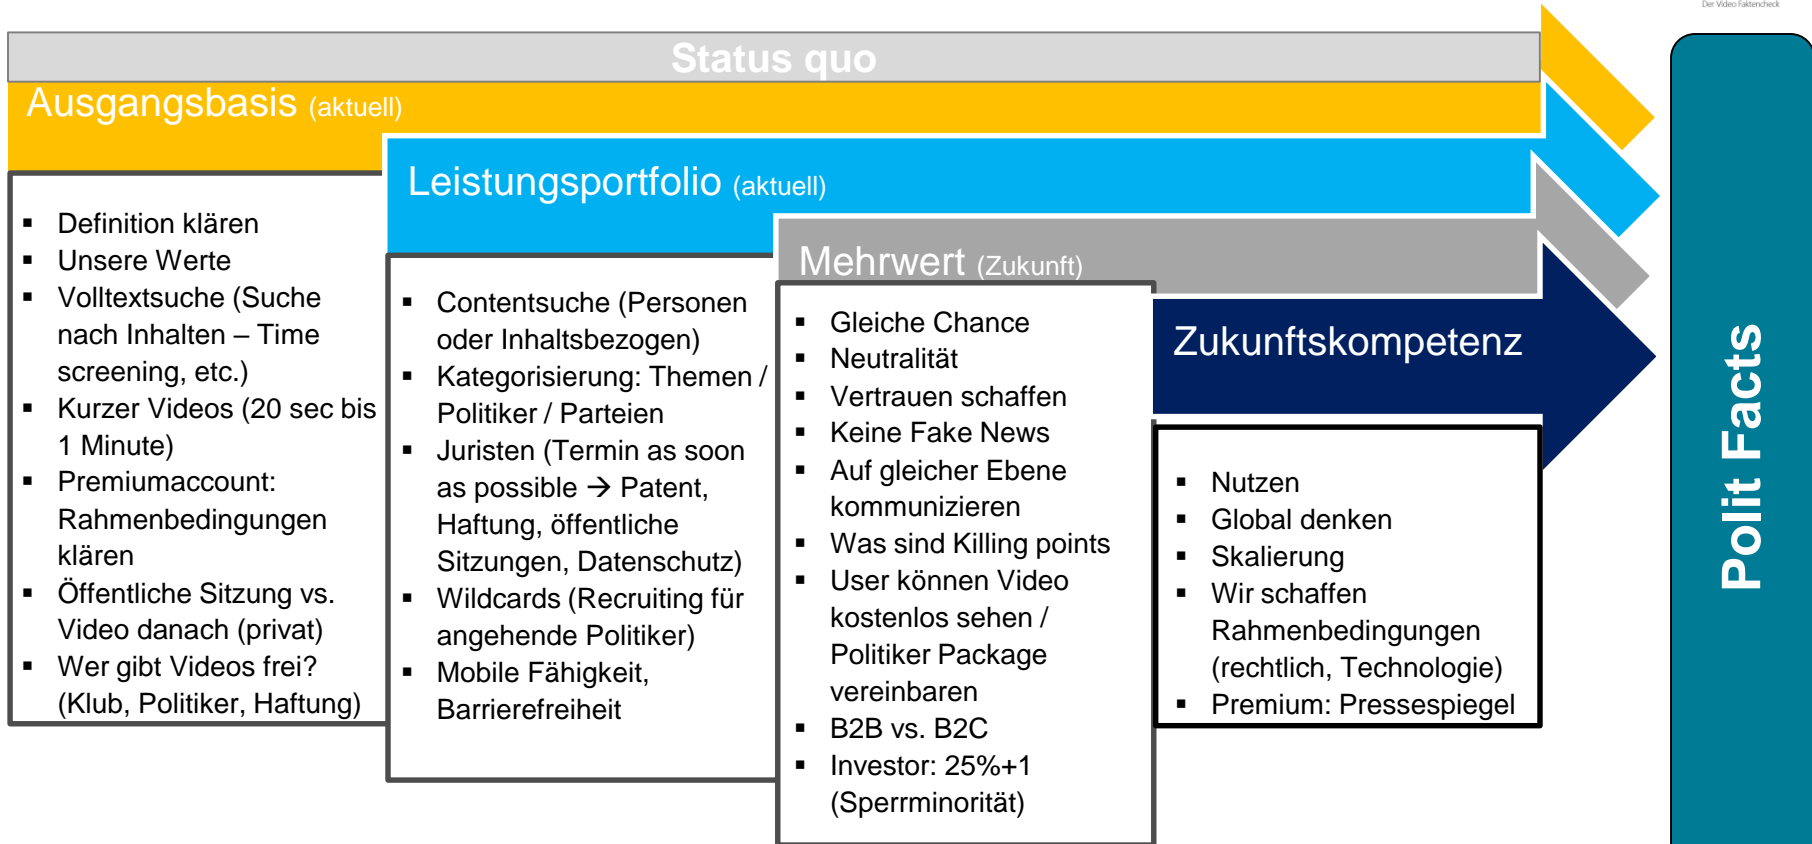 Der Video Faktencheck
Status quo
Ausgangsbasis (aktuell)
▪ Definition klären
▪ Unsere Werte
▪ Volltextsuche (Suche
nach Inhalten – Time
screening, etc.)
▪ Kurzer Videos (20 sec bis
1 Minute)
▪ Premiumaccount:
Rahmenbedingungen
klären
▪ Öffentliche Sitzung vs.
Video danach (privat)
▪ Wer gibt Videos frei?
(Klub, Politiker, Haftung)
Leistungsportfolio (aktuell)
▪ Contentsuche (Personen
oder Inhaltsbezogen)
▪ Kategorisierung: Themen /
Politiker / Parteien
▪ Juristen (Termin as soon
as possible → Patent,
Haftung, öffentliche
Sitzungen, Datenschutz)
▪ Wildcards (Recruiting für
angehende Politiker)
▪ Mobile Fähigkeit,
Barrierefreiheit
Mehrwert (Zukunft)
▪ Gleiche Chance
▪ Neutralität
▪ Vertrauen schaffen
▪ Keine Fake News
▪ Auf gleicher Ebene
kommunizieren
▪ Was sind Killing points
▪ User können Video
kostenlos sehen /
Politiker Package
vereinbaren
▪ B2B vs. B2C
▪ Investor: 25%+1
(Sperrminorität)
Zukunftskompetenz
▪ Nutzen
▪ Global denken
▪ Skalierung
▪ Wir schaffen
Rahmenbedingungen
(rechtlich, Technologie)
▪ Premium: Pressespiegel
Polit Facts